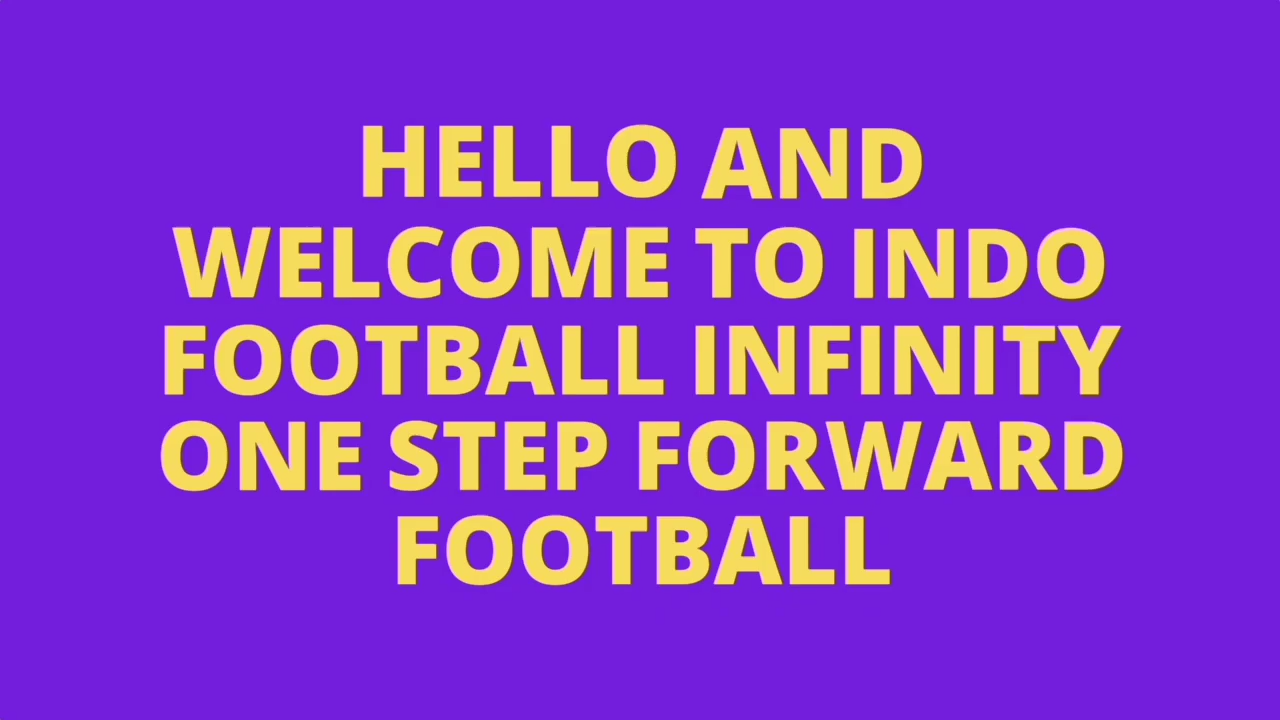 HELLO AND
WELCOME TO INDO
FOOTBALL INFINITY
ONE STEP FORWARD
FOOTBALL